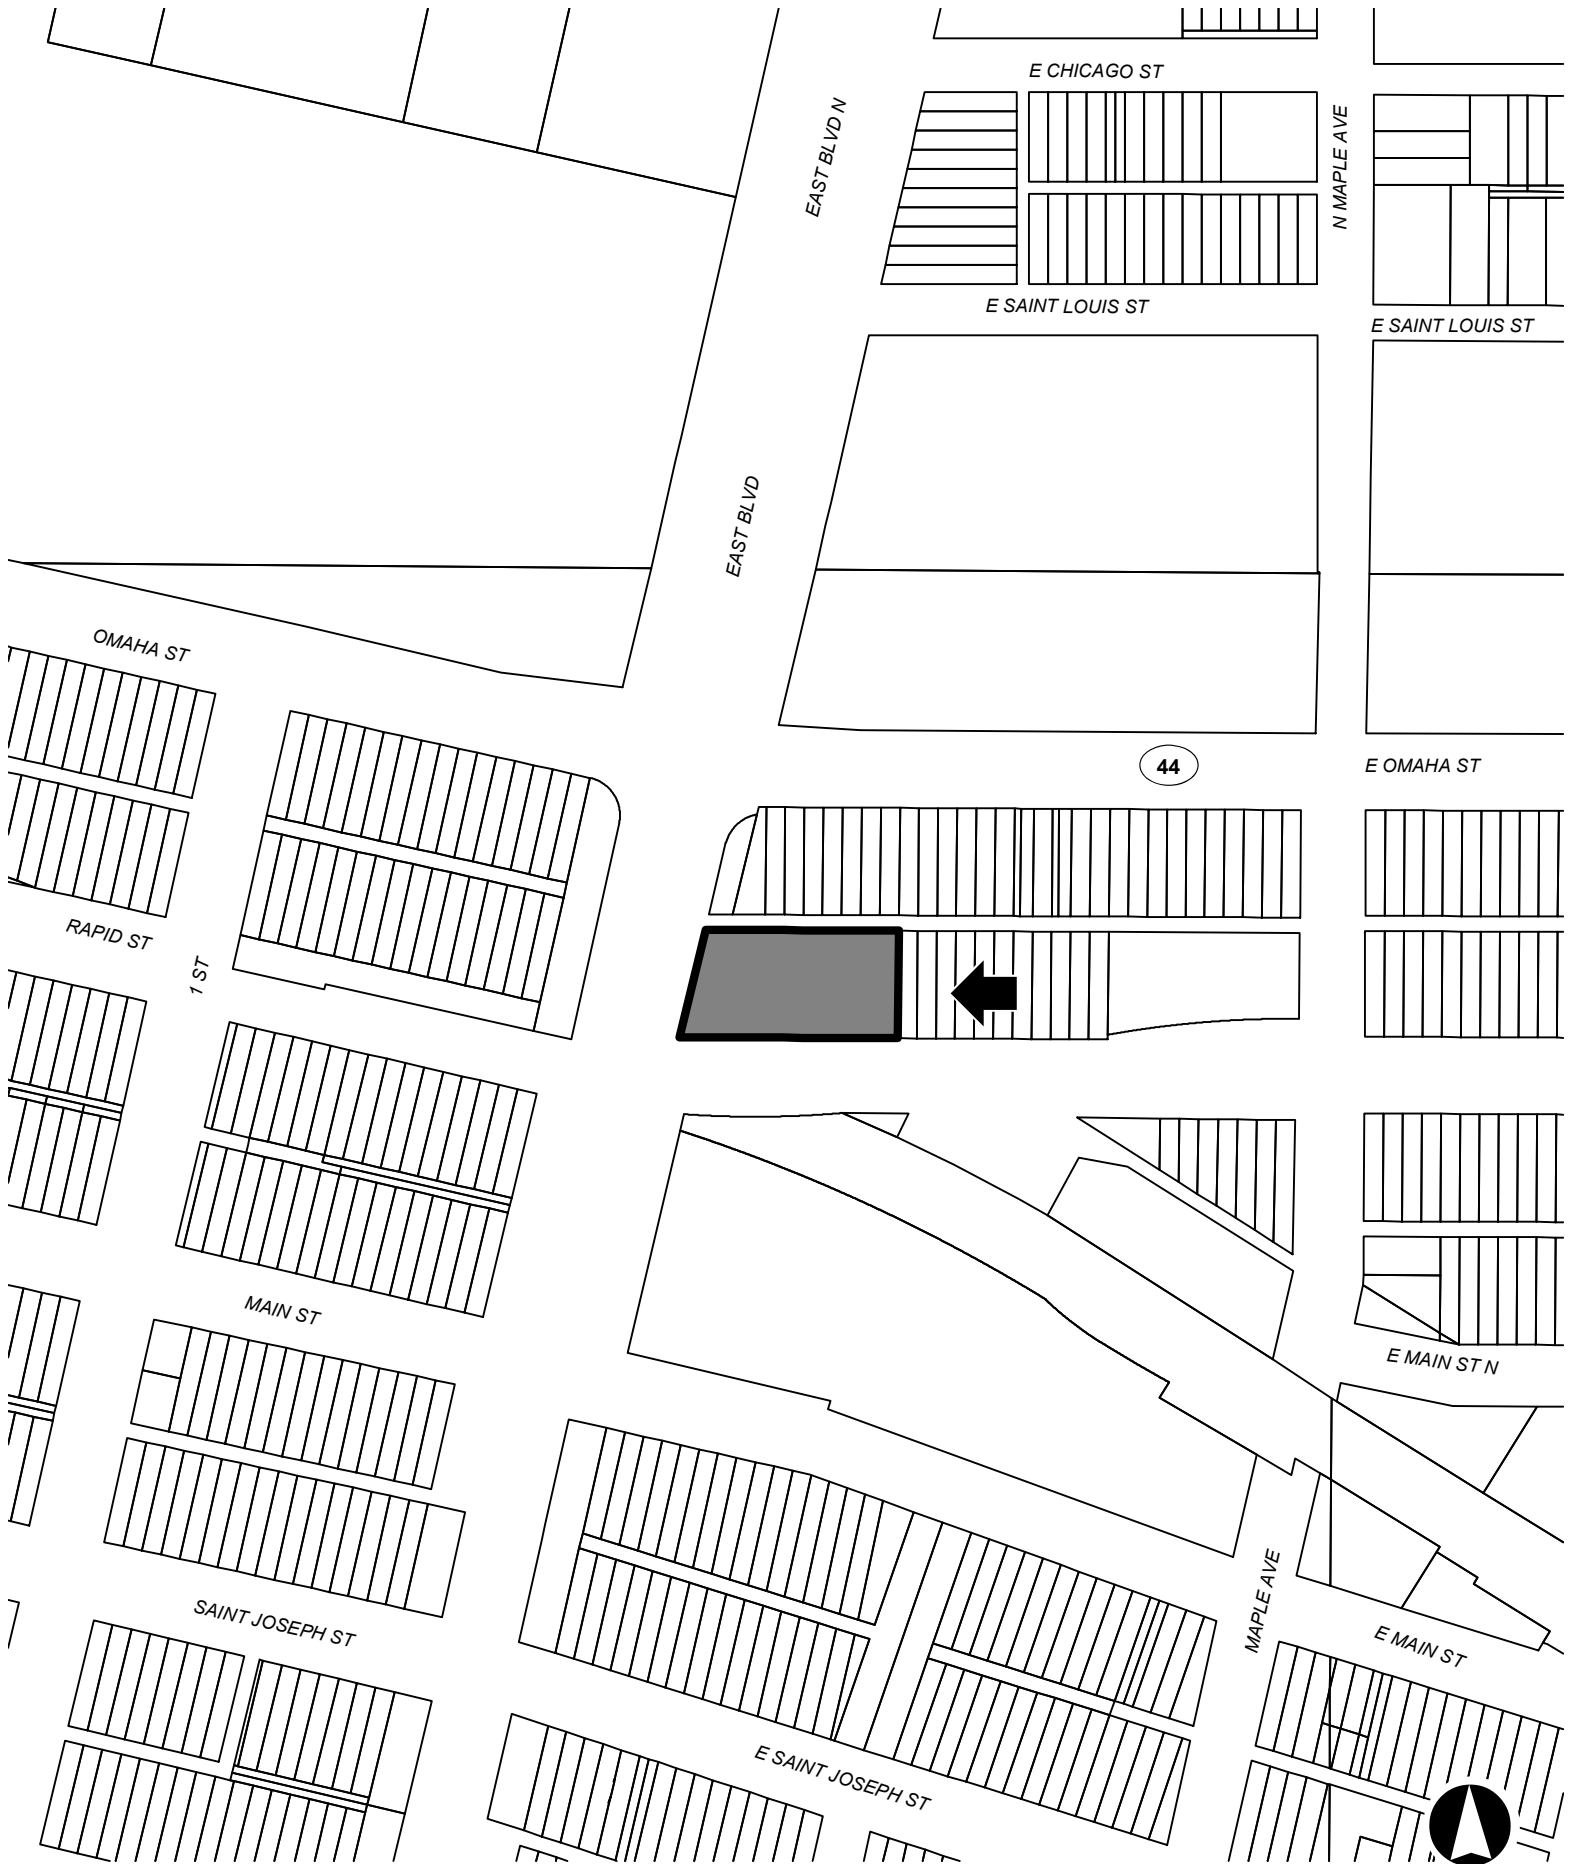 E CHICAGO ST
EAST BLVD N
N MAPLE AVE
E SAINT LOUIS ST
E SAINT LOUIS ST
EAST BLVD
OMAHA ST
44
E OMAHA ST
RAPID ST
1 ST
MAIN ST
E MAIN ST N
SAINT JOSEPH ST
MAPLE AVE
E MAIN ST
E SAINT JOSEPH ST